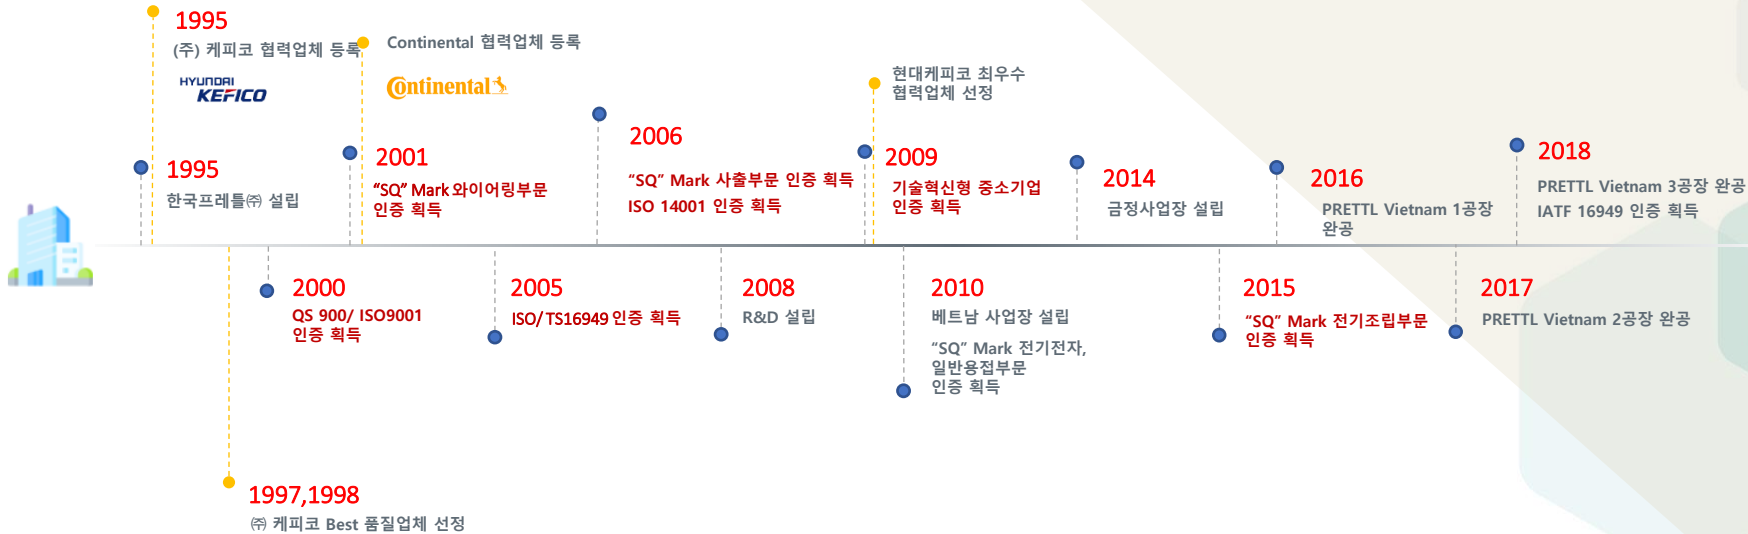 1995
(주) 케피코 협력업체 등록
HYUNDAI
KEFICO
Continental 협력업체 등록
Continental
현대케피코 최우수
협력업체 선정
1995
한국프레틀㈜ 설립
2001
“SQ” Mark 와이어링부문
인증 획득
2006
“SQ” Mark 사출부문 인증 획득
ISO 14001 인증 획득
2009
기술혁신형 중소기업
인증 획득
2014
금정사업장 설립
2016
PRETTL Vietnam 1공장
완공
2018
PRETTL Vietnam 3공장 완공
IATF 16949 인증 획득
2000
QS 900/ ISO9001
인증 획득
2005
ISO/TS16949 인증 획득
2008
R&D 설립
2010
베트남 사업장 설립
“SQ” Mark 전기전자,
일반용접부문
인증 획득
2015
“SQ” Mark 전기조립부문
인증 획득
2017
PRETTL Vietnam 2공장 완공
1997,1998
㈜ 케피코 Best 품질업체 선정